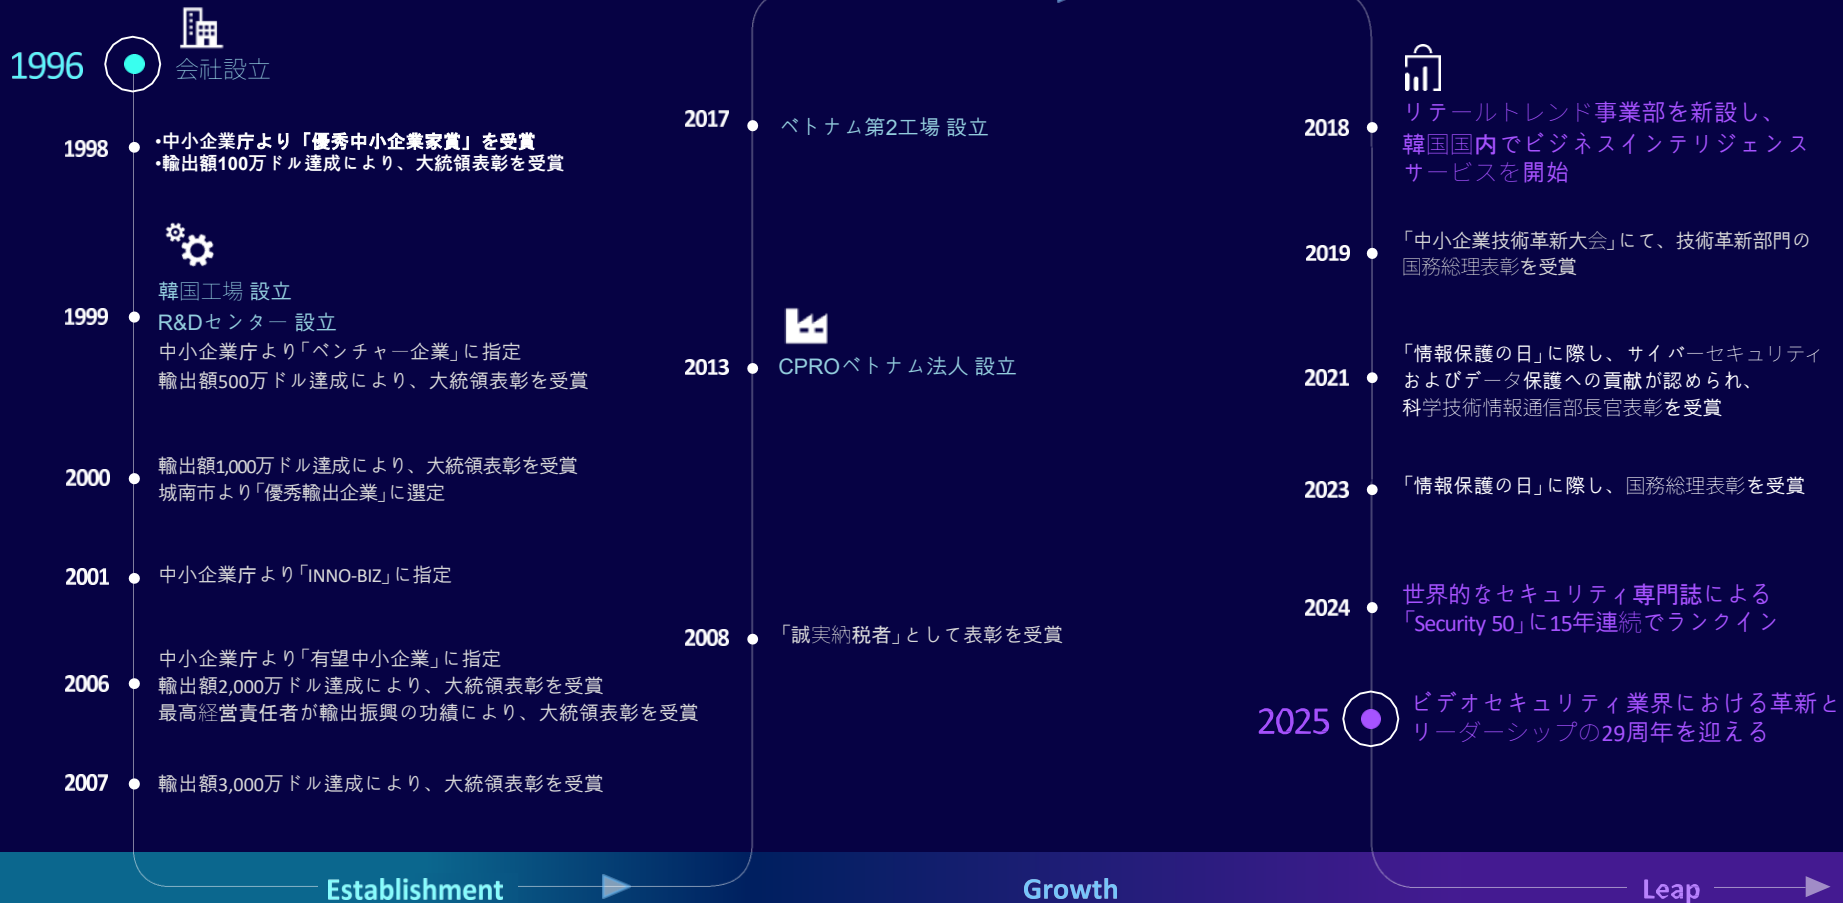 1996
会社設立
1998
•中小企業庁より「優秀中小企業家賞」を受賞
•輸出額100万ドル達成により、大統領表彰を受賞
1999
韓国工場 設立
R&Dセンター 設立
中小企業庁より「ベンチャー企業」に指定
輸出額500万ドル達成により、大統領表彰を受賞
2000
輸出額1,000万ドル達成により、大統領表彰を受賞
城南市より「優秀輸出企業」に選定
2001
中小企業庁より「INNO-BIZ」に指定
2006
中小企業庁より「有望中小企業」に指定
輸出額2,000万ドル達成により、大統領表彰を受賞
最高経営責任者が輸出振興の功績により、大統領表彰を受賞
2007
輸出額3,000万ドル達成により、大統領表彰を受賞
Establishment
2017
ベトナム第2工場 設立
2013
CPROベトナム法人 設立
2008
「誠実納税者」として表彰を受賞
Growth
2018
リテールトレンド事業部を新設し、
韓国国内でビジネスインテリジェンス
サービスを開始
2019
「中小企業技術革新大会」にて、技術革新部門の
国務総理表彰を受賞
2021
「情報保護の日」に際し、サイバーセキュリティ
およびデータ保護への貢献が認められ、
科学技術情報通信部長官表彰を受賞
2023
「情報保護の日」に際し、国務総理表彰を受賞
2024
世界的なセキュリティ専門誌による
「Security 50」に15年連続でランクイン
2025
ビデオセキュリティ業界における革新と
リーダーシップの29周年を迎える
Leap